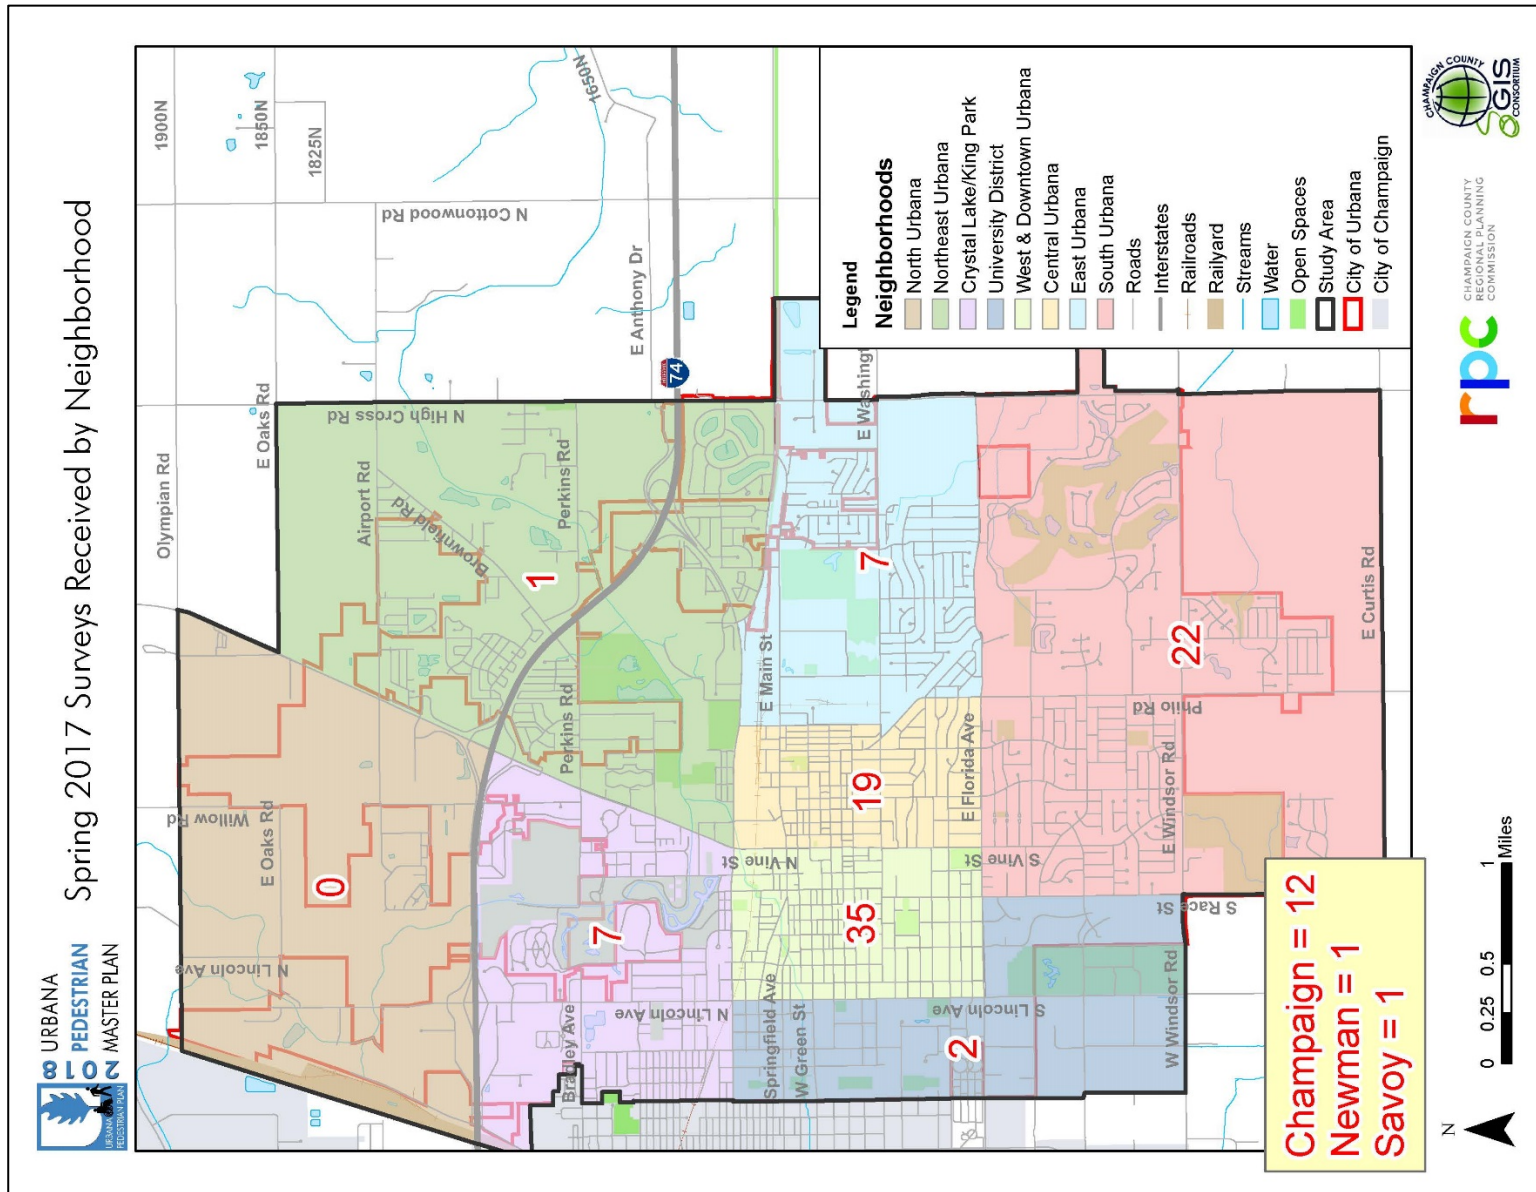 URBANA
PEDESTRIAN
MASTER PLAN
2018
URBANA
PEDESTRIAN PLAN
Spring 2017 Surveys Received by Neighborhood
Olympian Rd
1900N
E Oaks Rd
1850N
1825N
1650N
N Cottonwood Rd
N High Cross Rd
E Anthony Dr
74
Airport Rd
Brownfield Rd
Perkins Rd
Perkins Rd
Willow Rd
E Oaks Rd
N Lincoln Ave
0
1
7
Bradley Ave
N Lincoln Ave
N Vine St
E Main St
E Washingt
7
19
35
2
22
Springfield Ave
W Green St
S Lincoln Ave
S Vine St
E Florida Ave
Philo Rd
E Windsor Rd
W Windsor Rd
S Race St
E Curtis Rd
Legend
Neighborhoods
North Urbana
Northeast Urbana
Crystal Lake/King Park
University District
West & Downtown Urbana
Central Urbana
East Urbana
South Urbana
Roads
Interstates
Railroads
Railyard
Streams
Water
Open Spaces
Study Area
City of Urbana
City of Champaign
Champaign = 12
Newman = 1
Savoy = 1
N
0 0.25 0.5 1
Miles
rpc
CHAMPAIGN COUNTY
REGIONAL PLANNING
COMMISSION
CHAMPAIGN COUNTY
GIS
CONSORTIUM